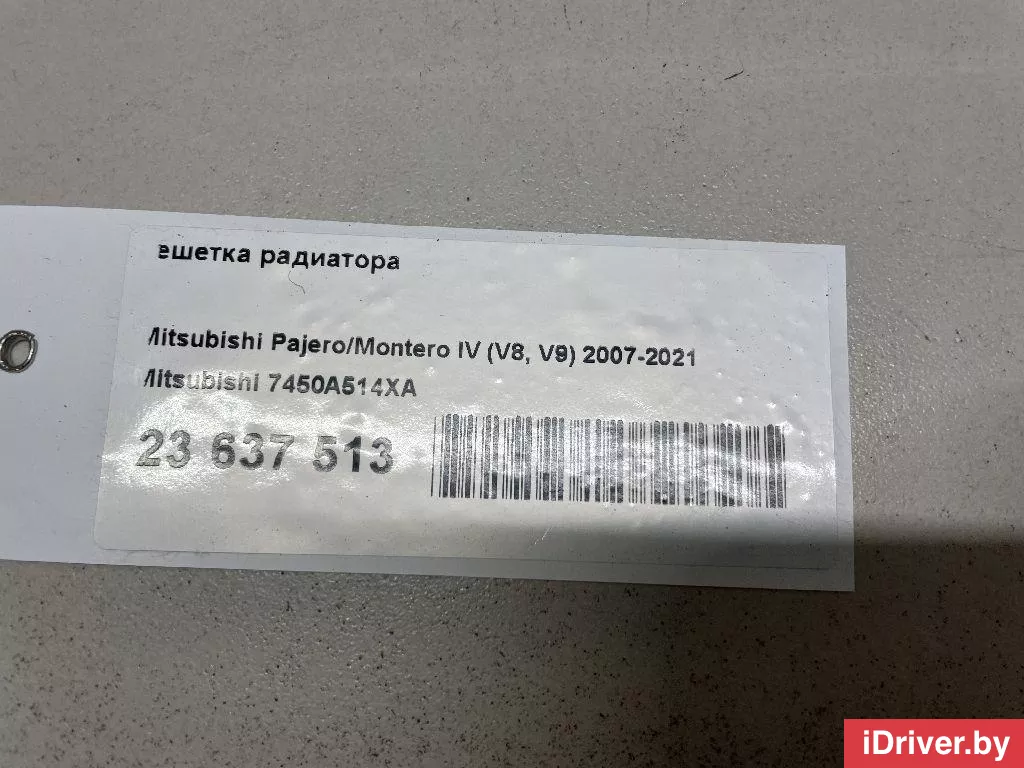 ешетка радиатора
Mitsubishi Pajero/Montero IV (V8, V9) 2007-2021
Mitsubishi 7450A514XA
23 637 513
iDriver.by